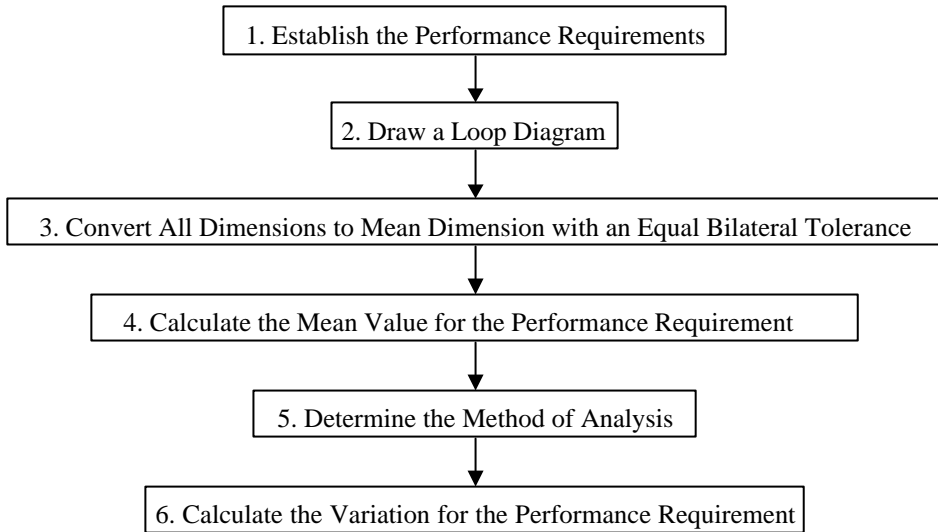 1. Establish the Performance Requirements
2. Draw a Loop Diagram
3. Convert All Dimensions to Mean Dimension with an Equal Bilateral Tolerance
4. Calculate the Mean Value for the Performance Requirement
5. Determine the Method of Analysis
6. Calculate the Variation for the Performance Requirement